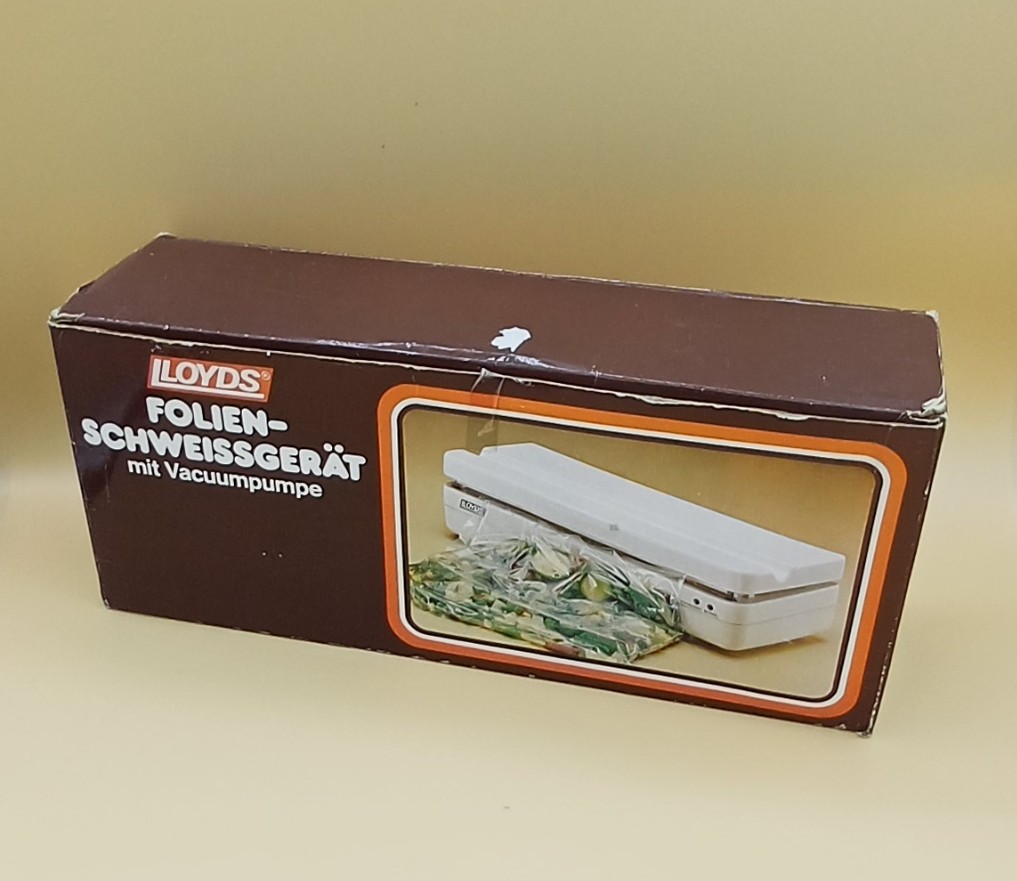 LLOYDS®
FOLIEN-
SCHWEISSGERÄT
mit Vacuumpumpe
LLOYDS